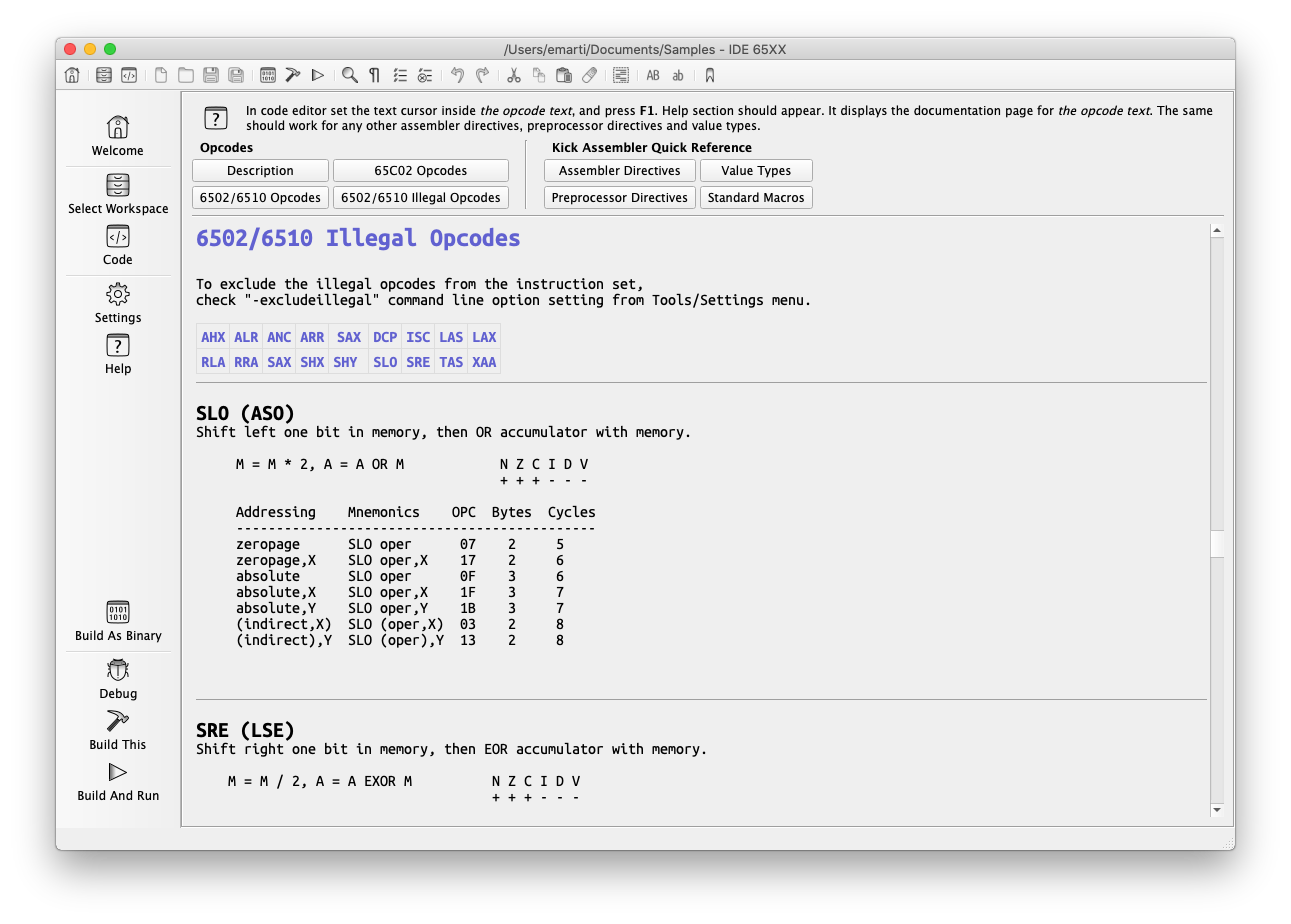 /Users/emarti/Documents/Samples - IDE 65XX
0101
1010
AB ab
Welcome
Select Workspace
Code
Settings
Help
0101
1010
Build As Binary
Debug
Build This
Build And Run
In code editor set the text cursor inside the opcode text, and press F1. Help section should appear. It displays the documentation page for the opcode text. The same
should work for any other assembler directives, preprocessor directives and value types.
Opcodes
Description 65C02 Opcodes
6502/6510 Opcodes 6502/6510 Illegal Opcodes
Kick Assembler Quick Reference
Assembler Directives Value Types
Preprocessor Directives Standard Macros
6502/6510 Illegal Opcodes
To exclude the illegal opcodes from the instruction set,
check "-excludeillegal" command line option setting from Tools/Settings menu.
AHX ALR ANC ARR SAX DCP ISC LAS LAX
RLA RRA SAX SHX SHY SLO SRE TAS XAA
SLO (ASO)
Shift left one bit in memory, then OR accumulator with memory.
M = M * 2, A = A OR M N Z C I D V
+ + + - - -
Addressing Mnemonics OPC Bytes Cycles
---------------------------------------------
zeropage SLO oper 07 2 5
zeropage,X SLO oper,X 17 2 6
absolute SLO oper 0F 3 6
absolute,X SLO oper,X 1F 3 7
absolute,Y SLO oper,Y 1B 3 7
(indirect,X) SLO (oper,X) 03 2 8
(indirect),Y SLO (oper),Y 13 2 8
SRE (LSE)
Shift right one bit in memory, then EOR accumulator with memory.
M = M / 2, A = A EXOR M N Z C I D V
+ + + - - -